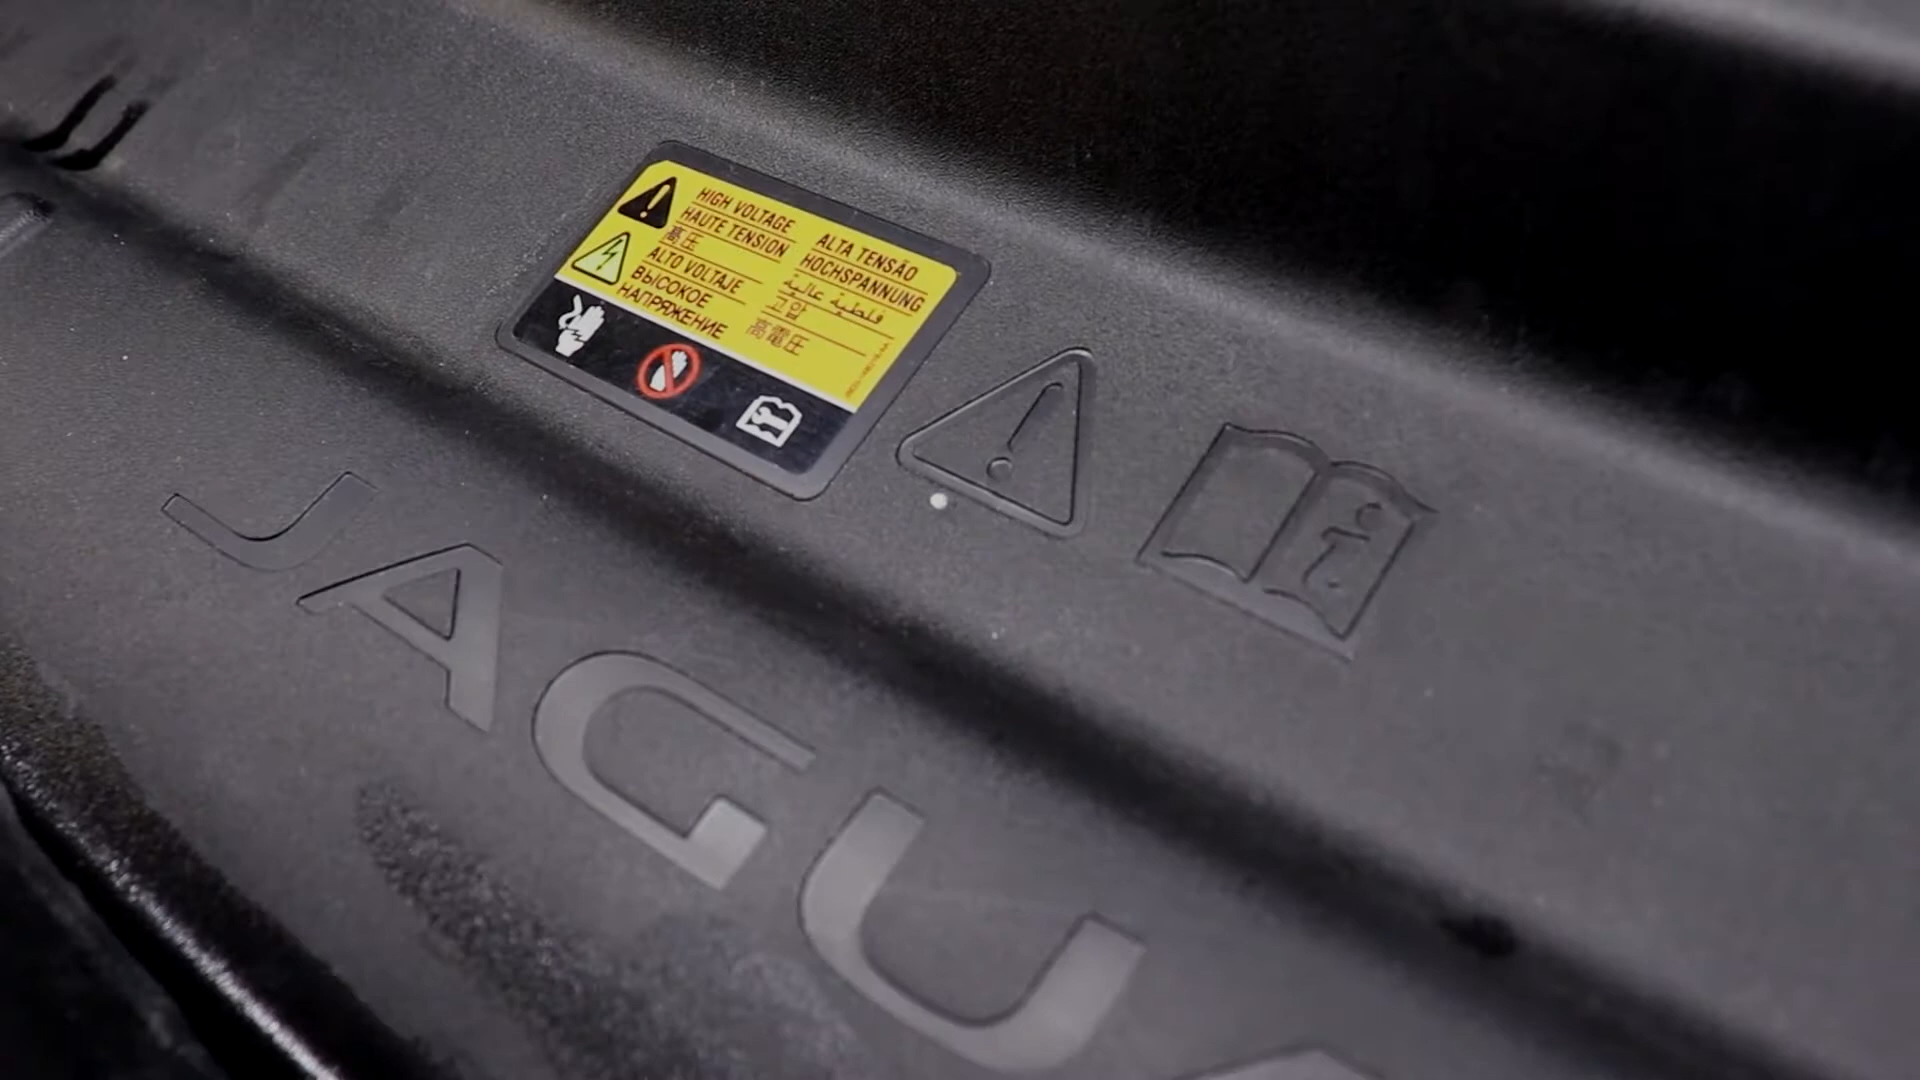 HIGH VOLTAGE
HAUTE TENSION
高压
ALTO VOLTAJE
ВЫСОКОЕ
НАПРЯЖЕНИЕ
ALTA TENSÃO
HOCHSPANNUNG
فلطية عالية
고압
高電圧
JAGU